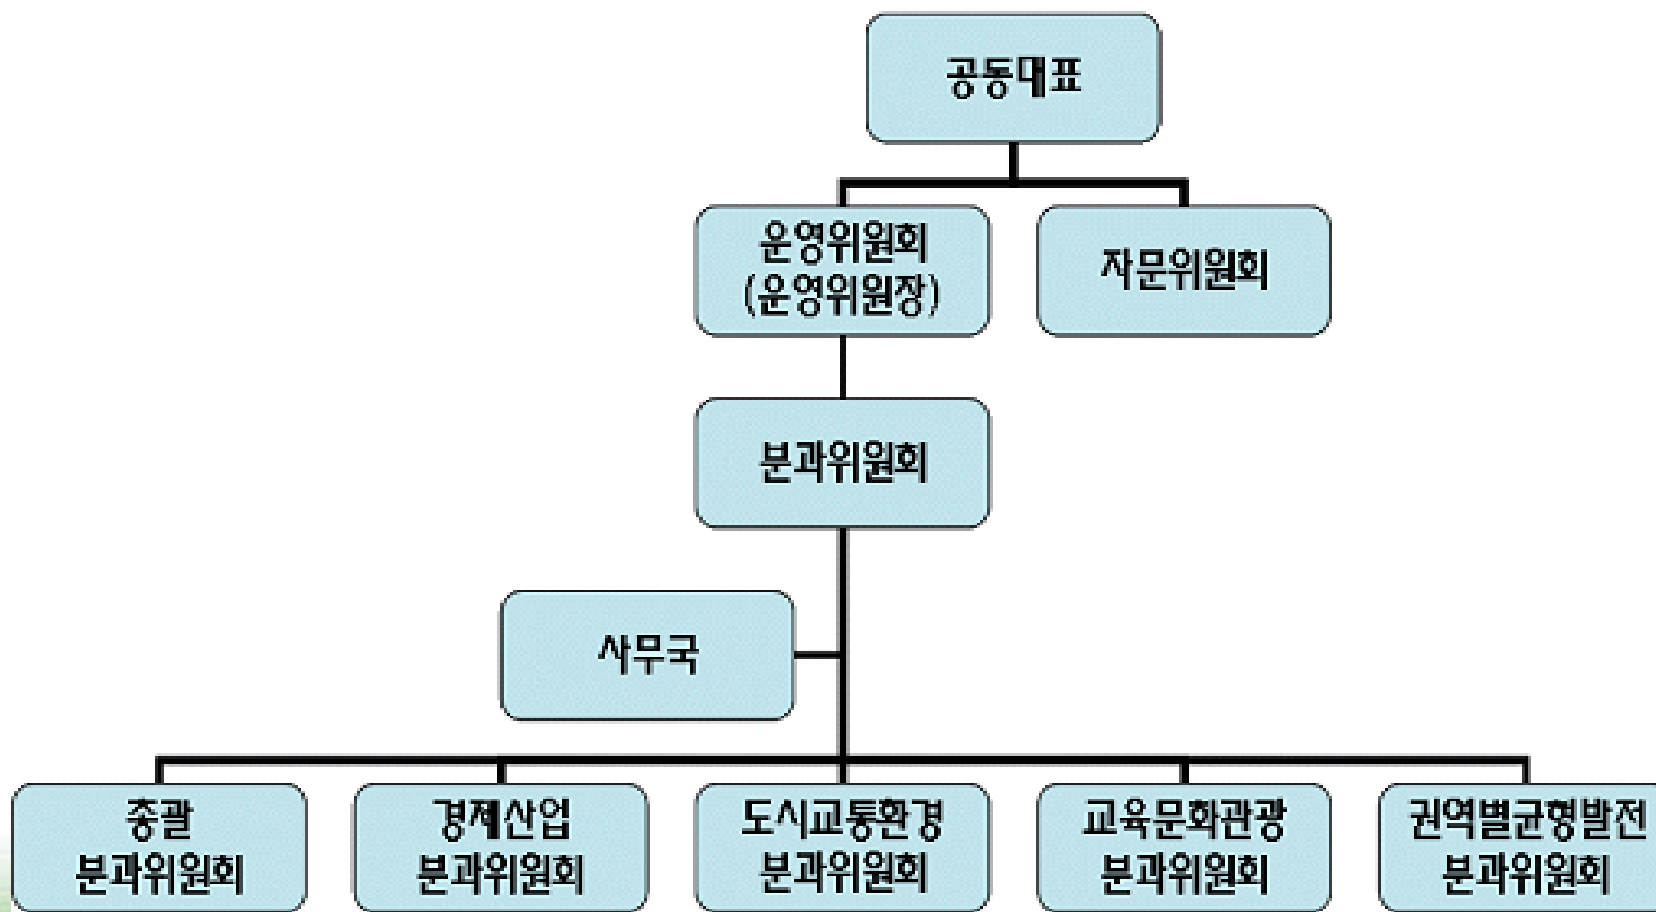 공동대표
운영위원회
(운영위원장)
자문위원회
분과위원회
사무국
총괄
분과위원회
경제산업
분과위원회
도시교통환경
분과위원회
교육문화관광
분과위원회
권역별균형발전
분과위원회